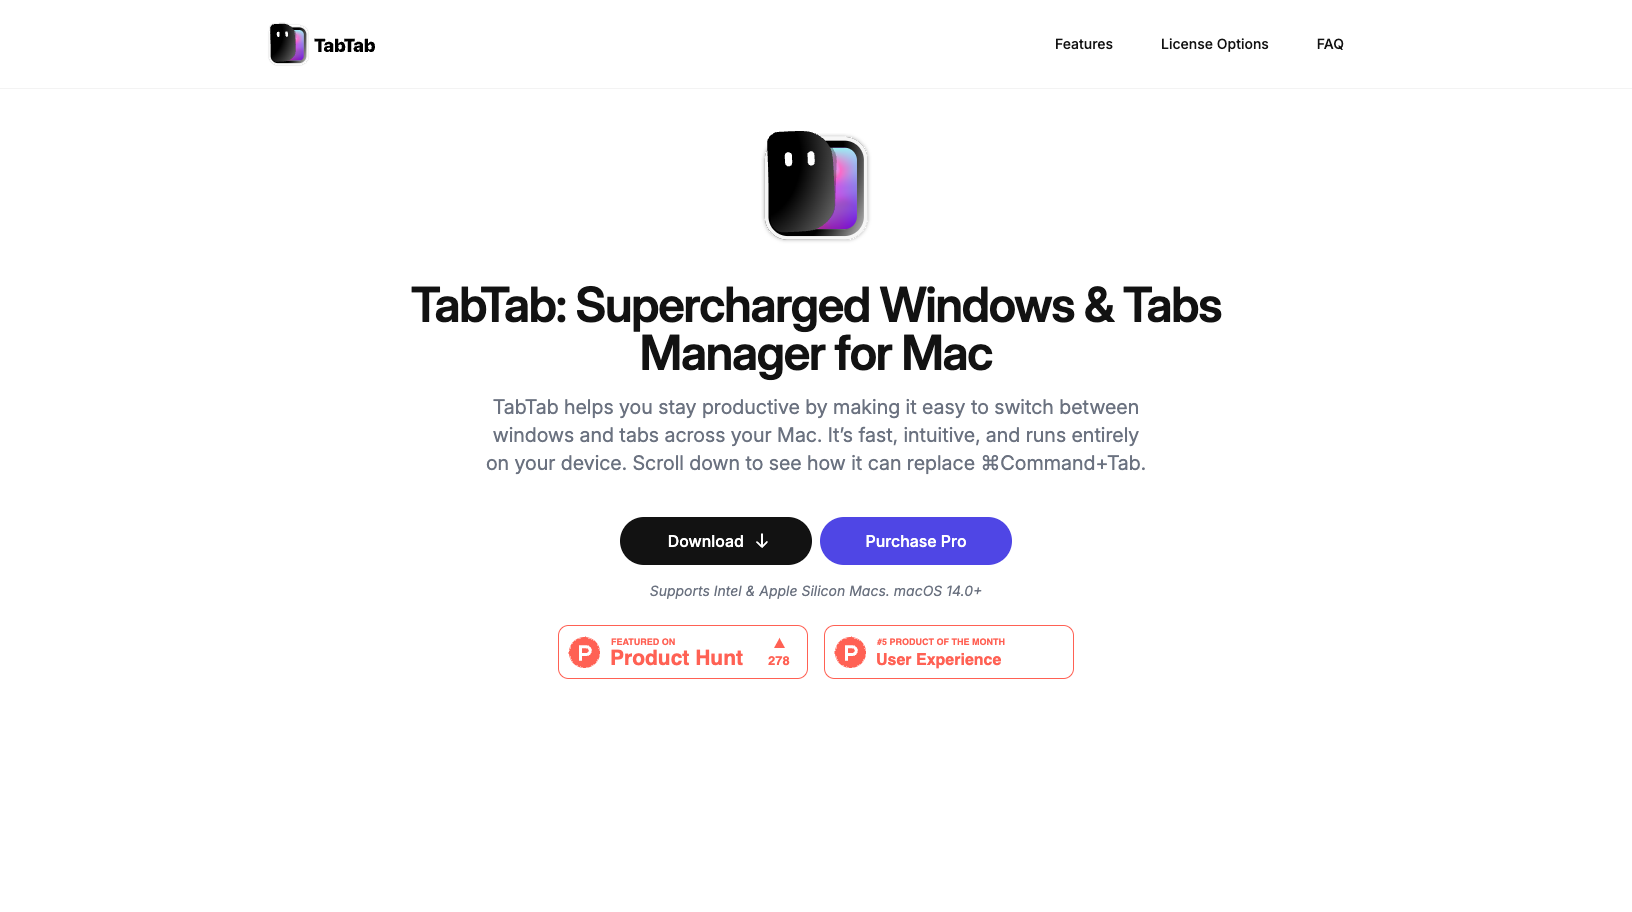 TabTab
Features
License Options
FAQ
TabTab: Supercharged Windows & Tabs
Manager for Mac
TabTab helps you stay productive by making it easy to switch between
windows and tabs across your Mac. It’s fast, intuitive, and runs entirely
on your device. Scroll down to see how it can replace ⌘Command+Tab.
Download ↓
Purchase Pro
Supports Intel & Apple Silicon Macs. macOS 14.0+
P
FEATURED ON
Product Hunt
▲
278
P
#5 PRODUCT OF THE MONTH
User Experience